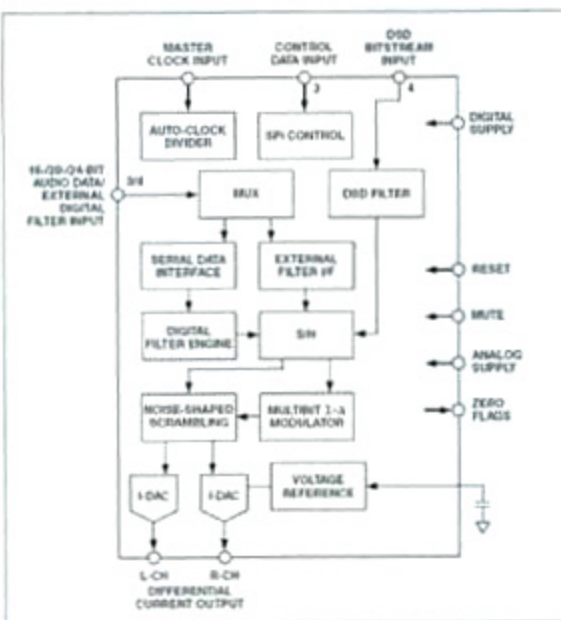 MASTER
CLOCK INPUT
CONTROL
DATA INPUT
DSD
BITSTREAM
INPUT
3
4
AUTO-CLOCK
DIVIDER
SPI CONTROL
DIGITAL
SUPPLY
16-/20-/24-BIT
AUDIO DATA/
EXTERNAL
DIGITAL
FILTER INPUT
3/4
MUX
DSD FILTER
SERIAL DATA
INTERFACE
EXTERNAL
FILTER I/F
RESET
DIGITAL
FILTER ENGINE
S/H
MUTE
ANALOG
SUPPLY
NOISE-SHAPED
SCRAMBLING
MULTIBIT Σ-Δ
MODULATOR
ZERO
FLAGS
I-DAC
I-DAC
VOLTAGE
REFERENCE
L-CH
R-CH
DIFFERENTIAL
CURRENT OUTPUT